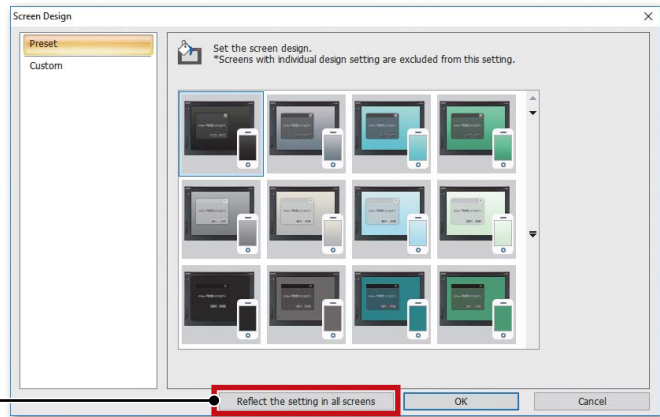 Screen Design
Preset
Custom
Set the screen design.
*Screens with individual design setting are excluded from this setting.
Reflect the setting in all screens
OK
Cancel